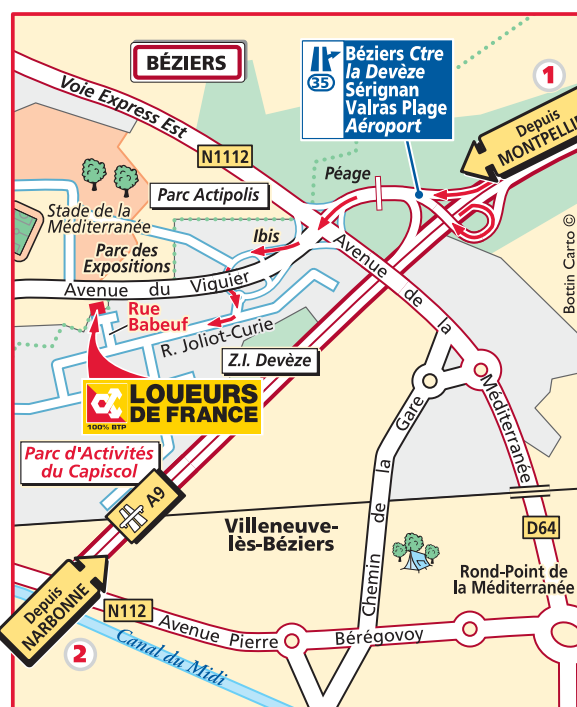 BÉZIERS
35
Béziers Ctre
la Devèze
Sérignan
Valras Plage
Aéroport
1
Depuis
MONTPELLI
Voie Express Est
N1112
Péage
Parc Actipolis
Stade de la
Méditerranée
Ibis
Parc des
Expositions
Avenue du Viguier
Avenue de la Méditerranée
Bottin Carto ©
Rue
Babeuf
R. Joliot-Curie
Z.I. Devèze
LOUEURS
DE FRANCE
100% BTP
Parc d'Activités
du Capiscol
A9
Chemin de la Gare
Villeneuve-
lès-Béziers
D64
Rond-Point de
la Méditerranée
Depuis
NARBONNE
N112
Avenue Pierre Bérégovoy
2
Canal du Midi